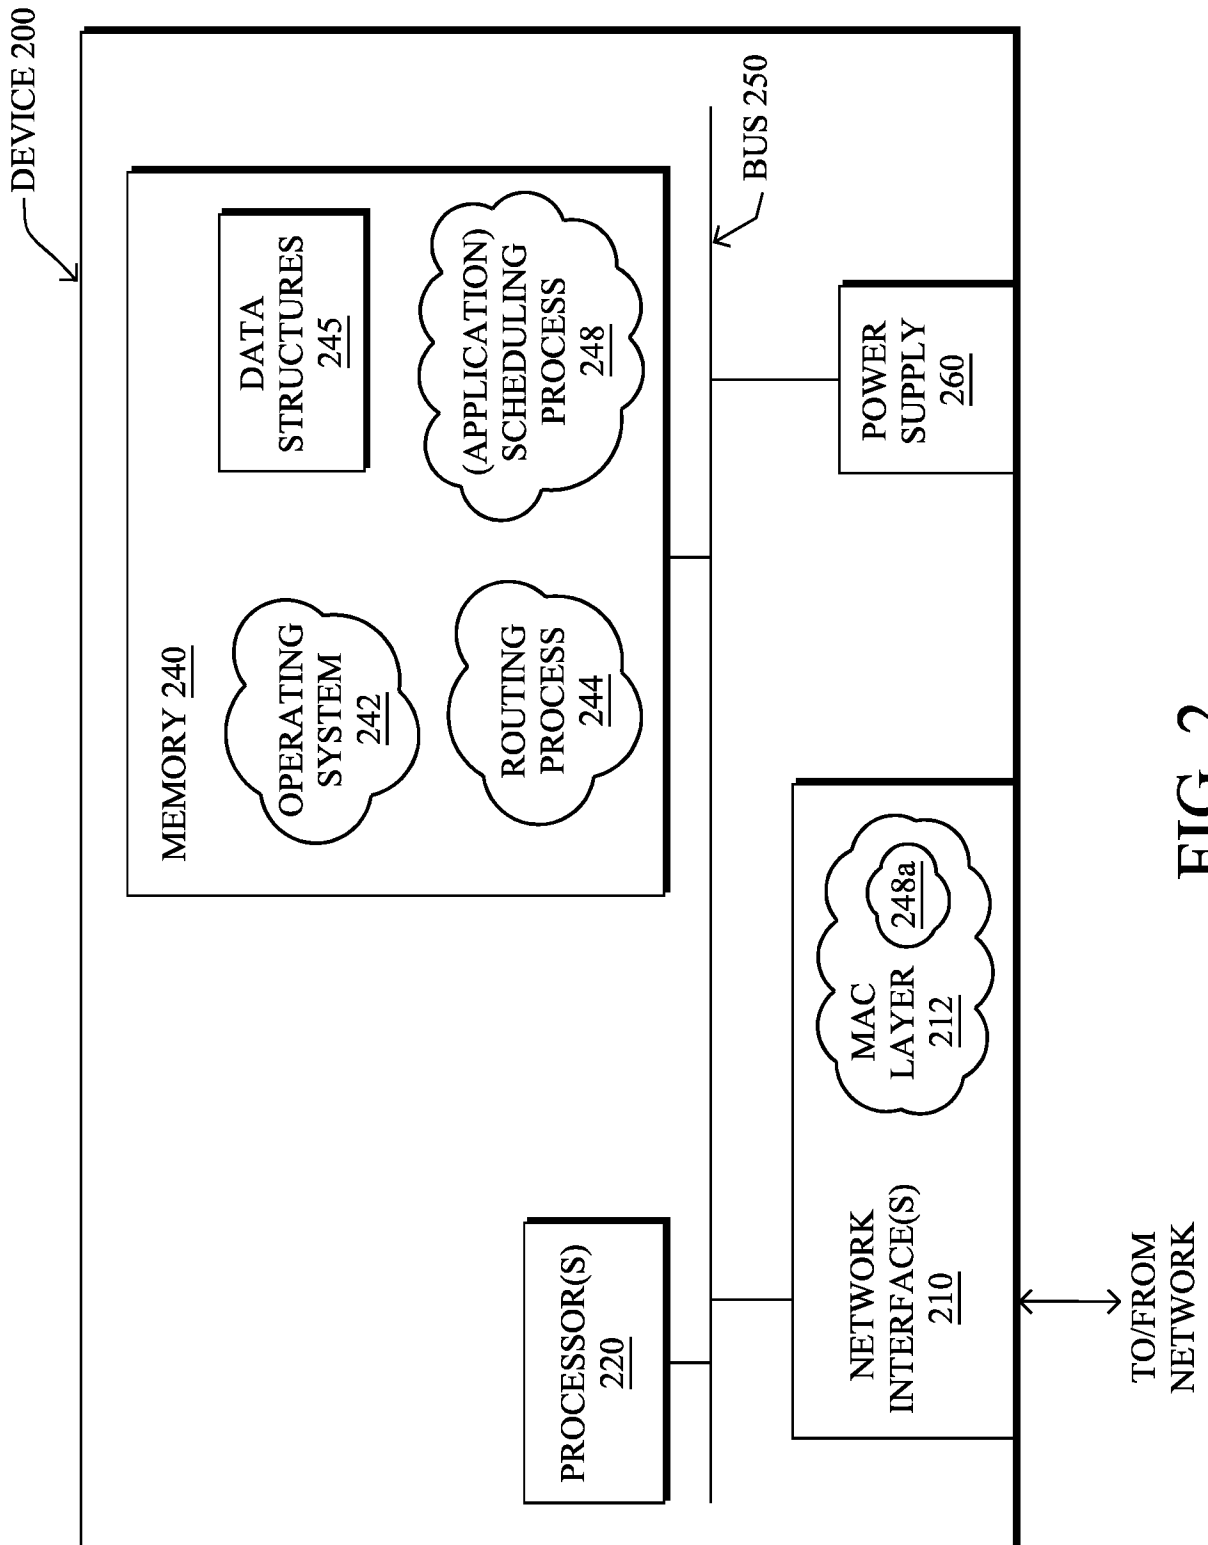 DEVICE 200
MEMORY 240
OPERATING
SYSTEM
242
DATA
STRUCTURES
245
ROUTING
PROCESS
244
(APPLICATION)
SCHEDULING
PROCESS
248
PROCESSOR(S)
220
BUS 250
NETWORK
INTERFACE(S)
210
MAC
LAYER
212
248a
POWER
SUPPLY
260
TO/FROM
NETWORK
FIG. 2